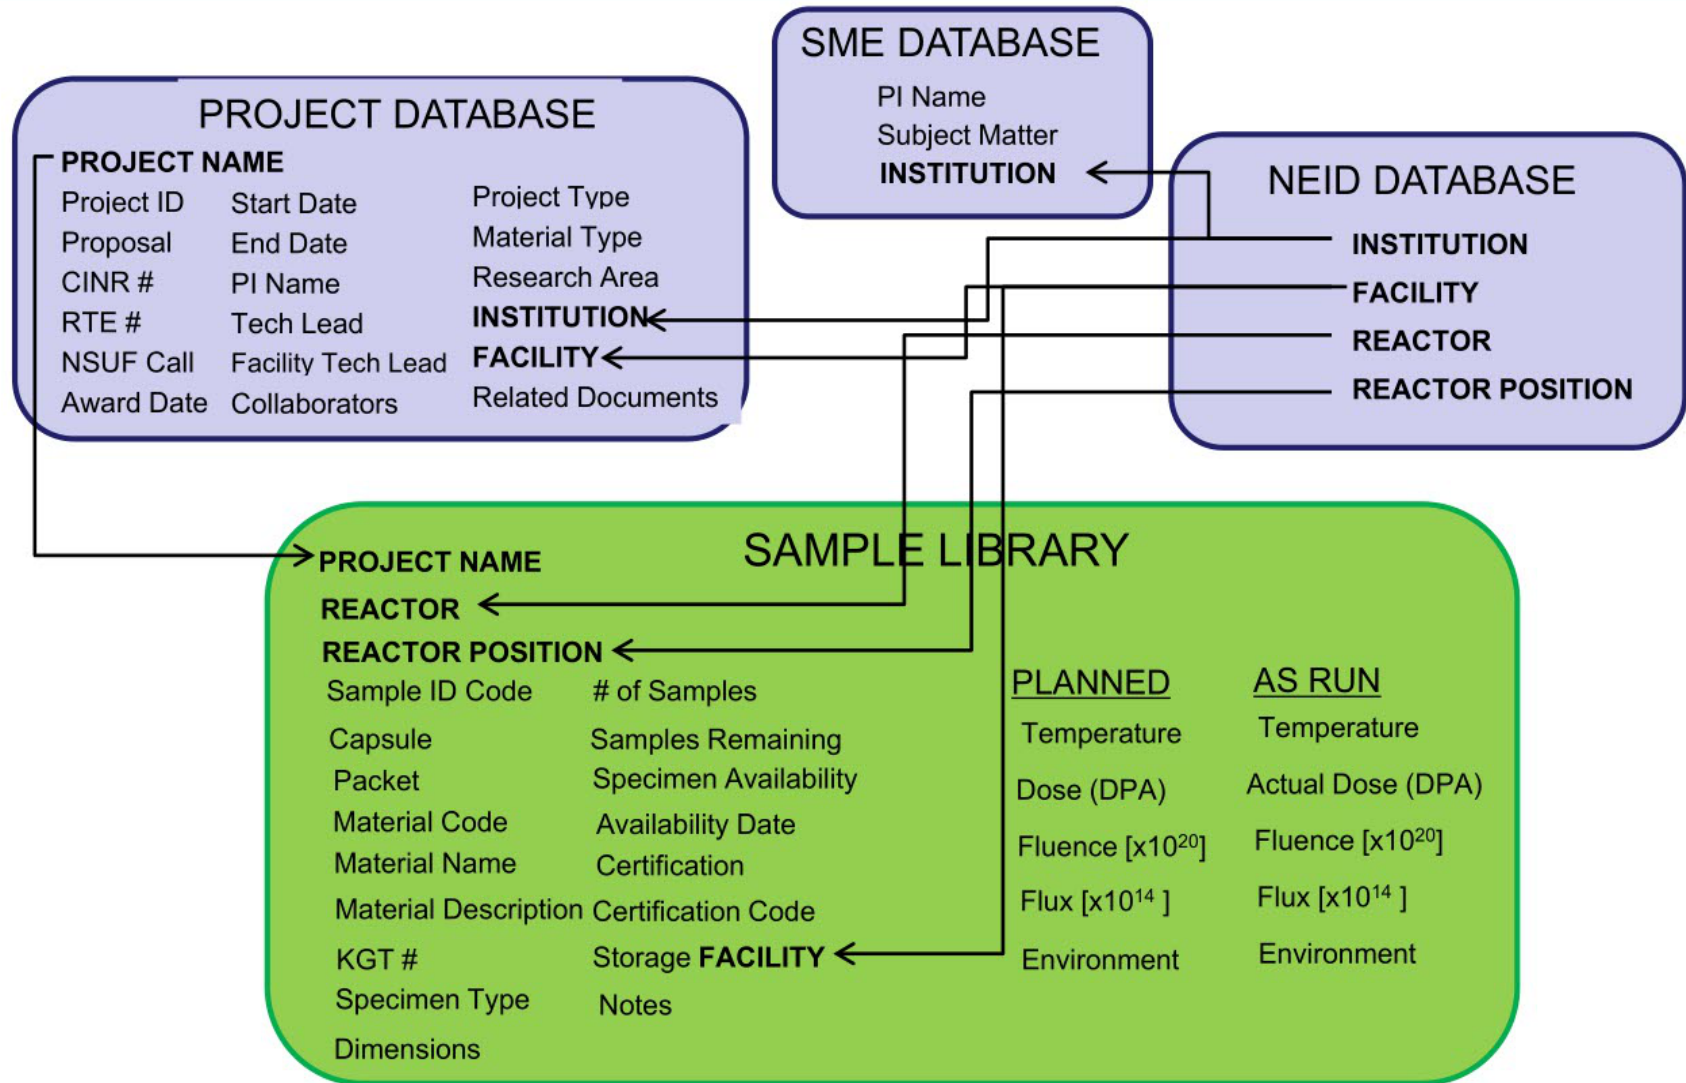 SME DATABASE
PI Name
Subject Matter
INSTITUTION
PROJECT DATABASE
PROJECT NAME
Project ID
Proposal
CINR #
RTE #
NSUF Call
Award Date
Start Date
End Date
PI Name
Tech Lead
Facility Tech Lead
Collaborators
Project Type
Material Type
Research Area
INSTITUTION
FACILITY
Related Documents
NEID DATABASE
INSTITUTION
FACILITY
REACTOR
REACTOR POSITION
SAMPLE LIBRARY
PROJECT NAME
REACTOR
REACTOR POSITION
Sample ID Code
Capsule
Packet
Material Code
Material Name
Material Description
KGT #
Specimen Type
Dimensions
# of Samples
Samples Remaining
Specimen Availability
Availability Date
Certification
Certification Code
Storage FACILITY
Notes
PLANNED
Temperature
Dose (DPA)
Fluence [x10²⁰]
Flux [x10¹⁴ ]
Environment
AS RUN
Temperature
Actual Dose (DPA)
Fluence [x10²⁰]
Flux [x10¹⁴ ]
Environment